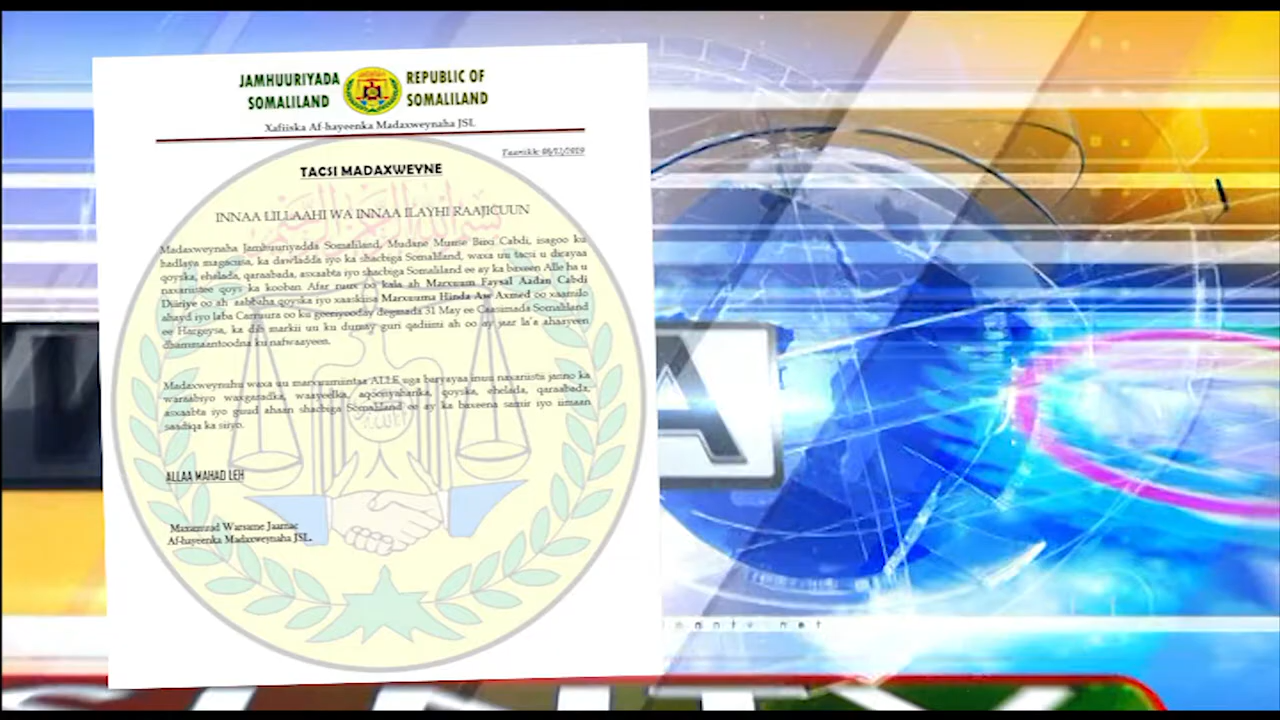 JAMHUURIYADA
SOMALILAND
REPUBLIC OF
SOMALILAND
Xafiiska Af-hayeenka Madaxweynaha JSL
Taariikh:
TACSI MADAXWEYNE
INNAA LILLAAHI WA INNAA ILAYHI RAAJICUUN
Madaxweynaha Jamhuuriyadda Somaliland, Mudane Muuse Biixi Cabdi, isagoo ku
hadlaya magaciisa, ka dawladda iyo ka shacbiga Somaliland, waxa uu tacsi u dirayaa
qoyska, ehelada, qaraabada, asxaabta iyo shacbiga Somaliland ee ay ka baxeen Alle ha u
naxariistee qoys ka kooban Afar ruux oo kala ah Marxuum Faysal Aadan Cabdi
Diiriye oo ah aabbaha qoyska iyo xaaskiisa Marxuuma Hinda Aw Axmed oo xaamilo
ahayd iyo laba Carruura oo ku geeriyooday degmada 31 May ee Caasimada Somaliland
ee Hargeysa, ka dib markii uu ku dumay guri qadiimi ah oo ay jaar la'a ahaayeen
dhammaantoodna ku nafwaayeen.
Madaxweynuhu waxa uu marxuumiintaa ALLE uga baryayaa inuu naxariistii janno ka
waraabiyo waxgaradka, waayeelka, aqoonyahanka, qoyska, ehelada, qaraabada,
asxaabta iyo guud ahaan shacbiga Somaliland ee ay ka baxeena samir iyo iimaan
saadiqa ka siiyo.
ALLAA MAHAD LEH
Maxamuud Warsame Jaamac
Af-hayeenka Madaxweynaha JSL
A